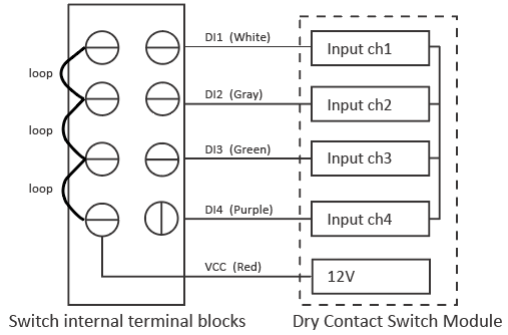 DI1 (White)
Input ch1
loop
DI2 (Gray)
Input ch2
loop
DI3 (Green)
Input ch3
loop
DI4 (Purple)
Input ch4
VCC (Red)
12V
Switch internal terminal blocks
Dry Contact Switch Module